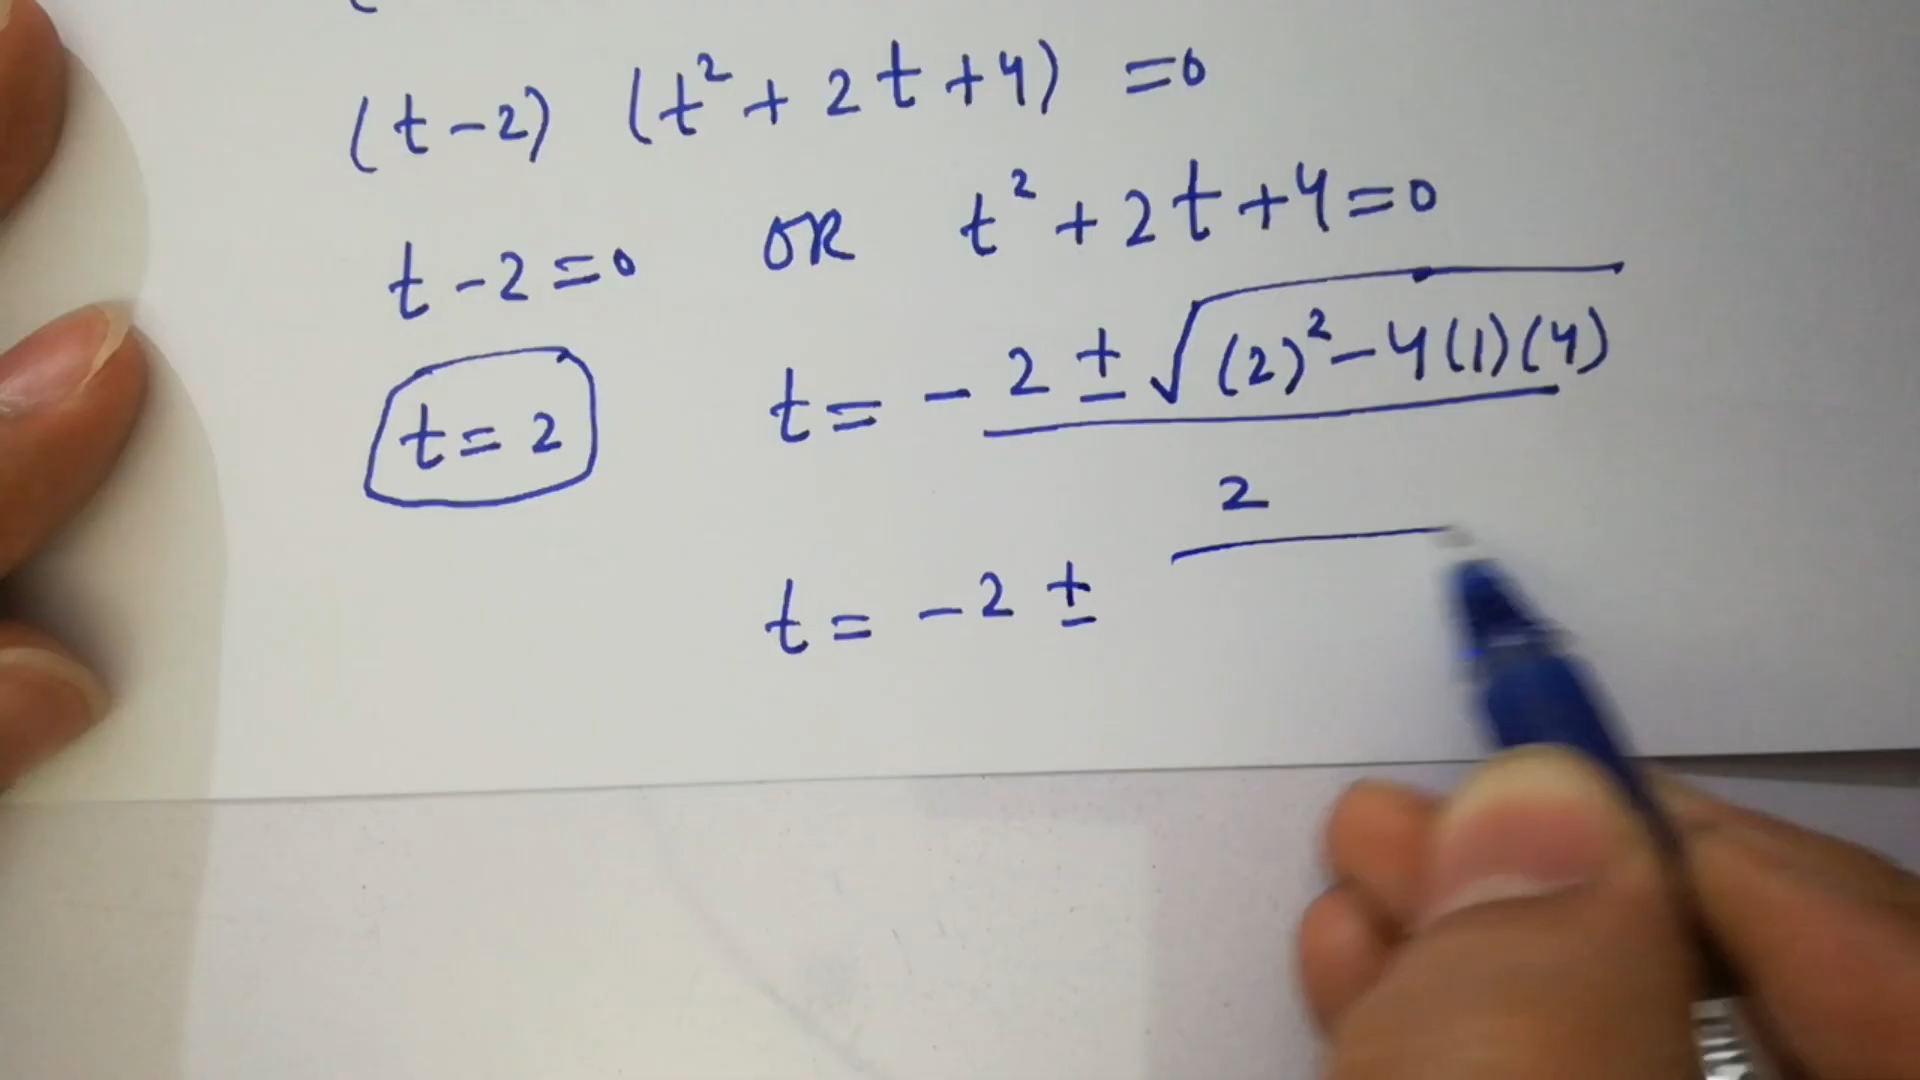 (t-2) (t²+2t+4) =0
t-2=0 OR t²+2t+4=0
t=2 t= -2±√(2)²-4(1)(4)
2
t= -2 ±